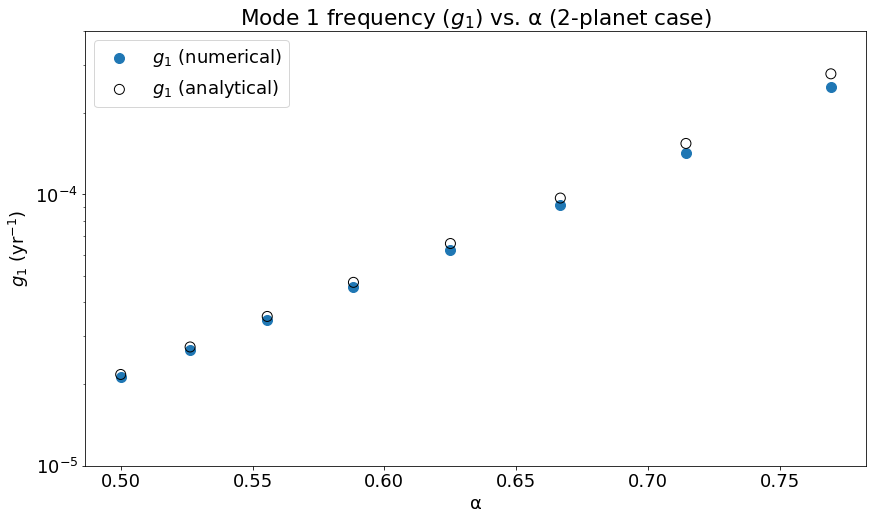 Mode 1 frequency (g₁) vs. α (2-planet case)
g₁ (numerical)
g₁ (analytical)
g₁ (yr⁻¹)
10⁻⁴
10⁻⁵
0.50 0.55 0.60 0.65 0.70 0.75
α